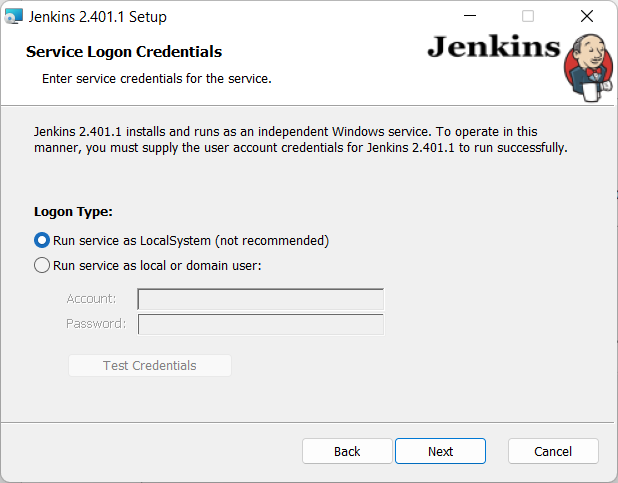 Jenkins 2.401.1 Setup
Service Logon Credentials
Enter service credentials for the service.
Jenkins
Jenkins 2.401.1 installs and runs as an independent Windows service. To operate in this
manner, you must supply the user account credentials for Jenkins 2.401.1 to run successfully.
Logon Type:
Run service as LocalSystem (not recommended)
Run service as local or domain user:
Account:
Password:
Test Credentials
Back
Next
Cancel